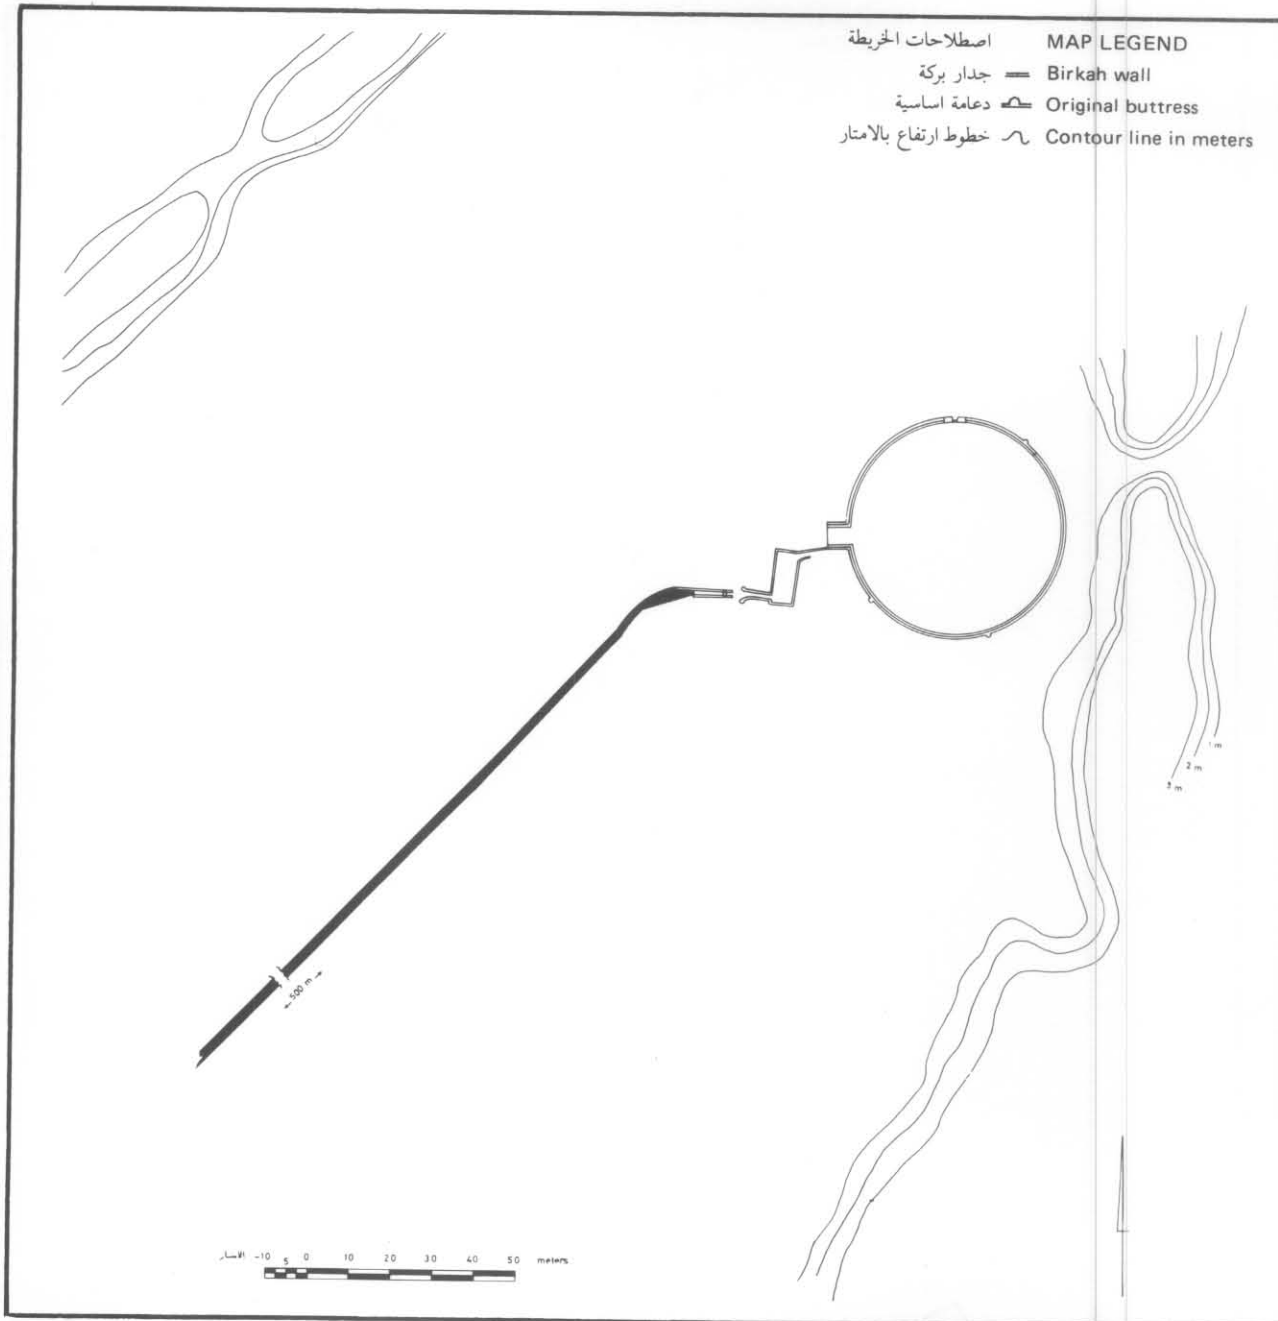 اصطلاحات الخريطة MAP LEGEND
جدار بركة Birkah wall
دعامة اساسية Original buttress
خطوط ارتفاع بالامتار Contour line in meters
1 m
2 m
3 m
500 m
-10 5 0 10 20 30 40 50 meters